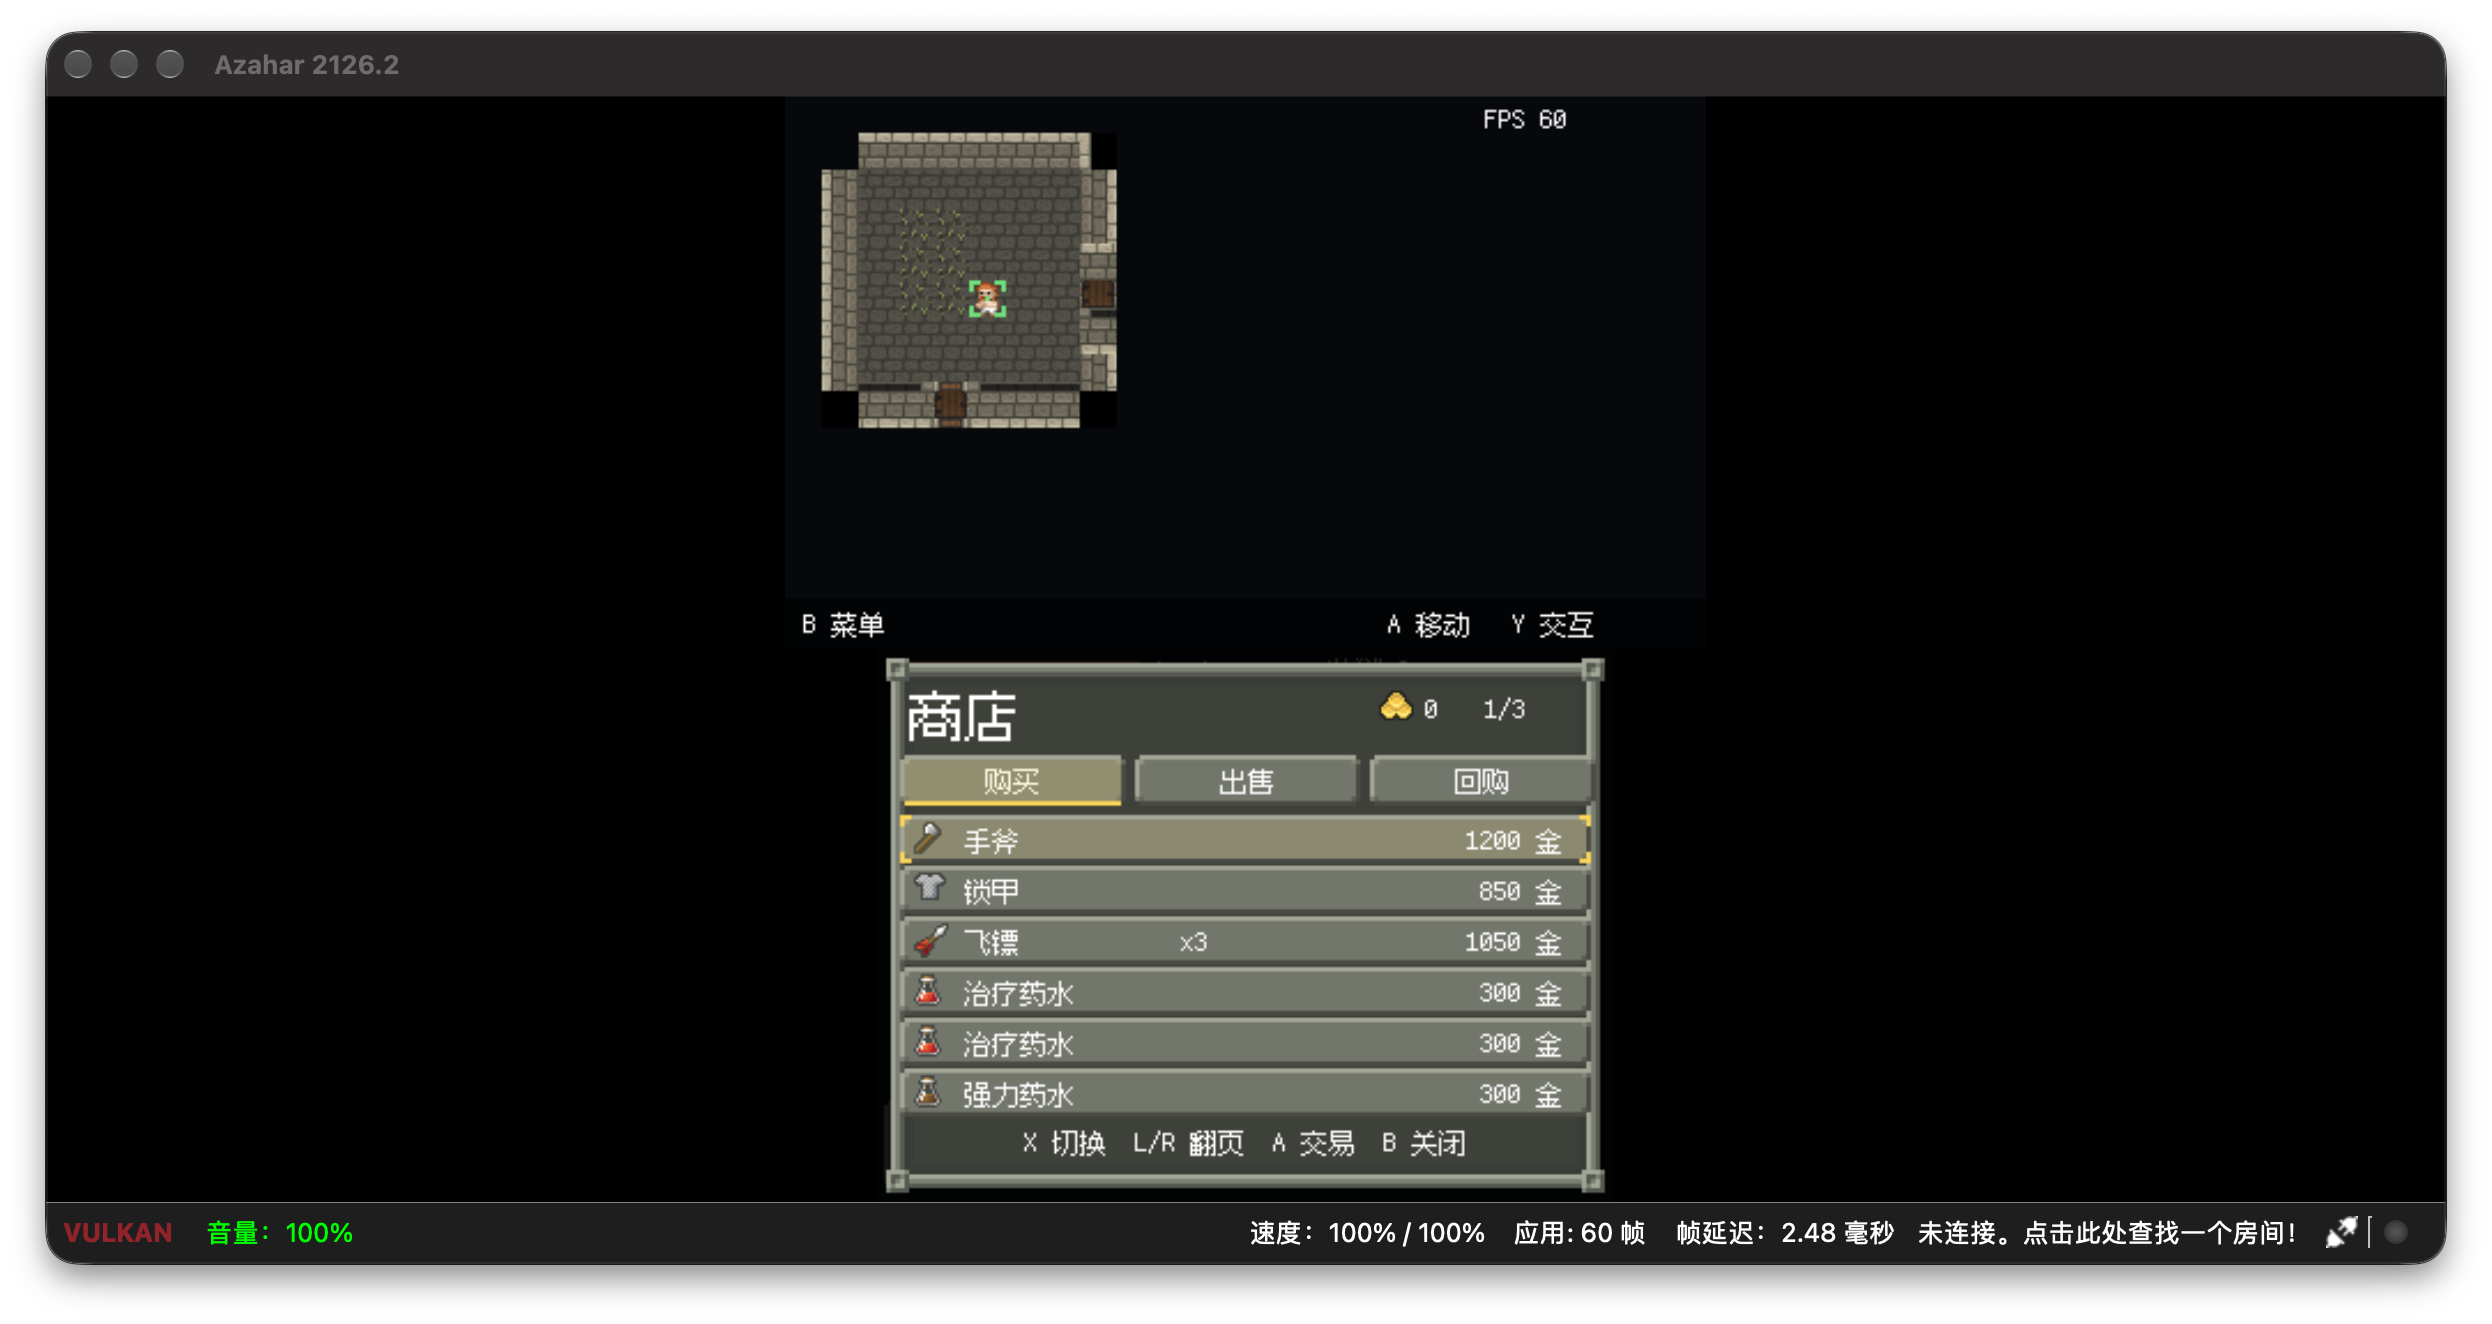 Azahar 2126.2
FPS 60
B 菜单 A 移动 Y 交互
商店 0 1/3
购买 出售 回购
手斧 1200 金
锁甲 850 金
飞镖 x3 1050 金
治疗药水 300 金
治疗药水 300 金
强力药水 300 金
X 切换 L/R 翻页 A 交易 B 关闭
VULKAN 音量：100% 速度：100% / 100% 应用: 60 帧 帧延迟：2.48 毫秒 未连接。点击此处查找一个房间！